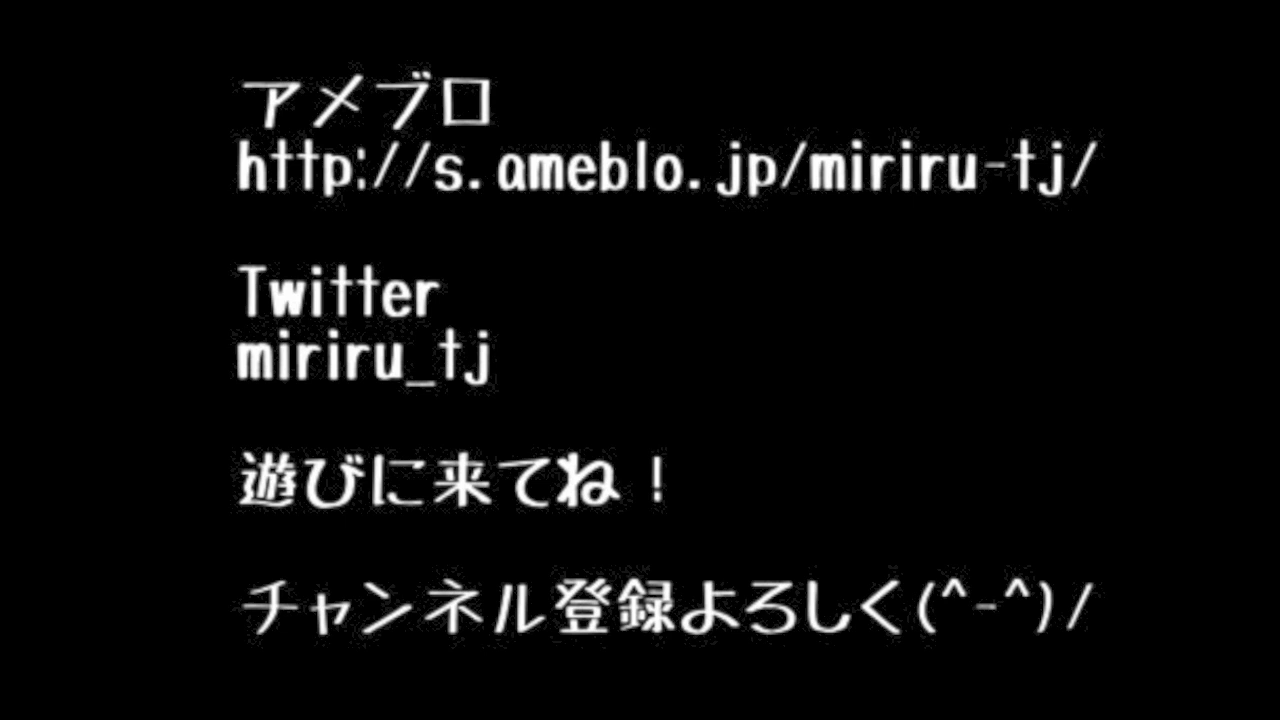 アメブロ
http://s.ameblo.jp/miriru-tj/
Twitter
miriru_tj
遊びに来てね！
チャンネル登録よろしく(^-^)/